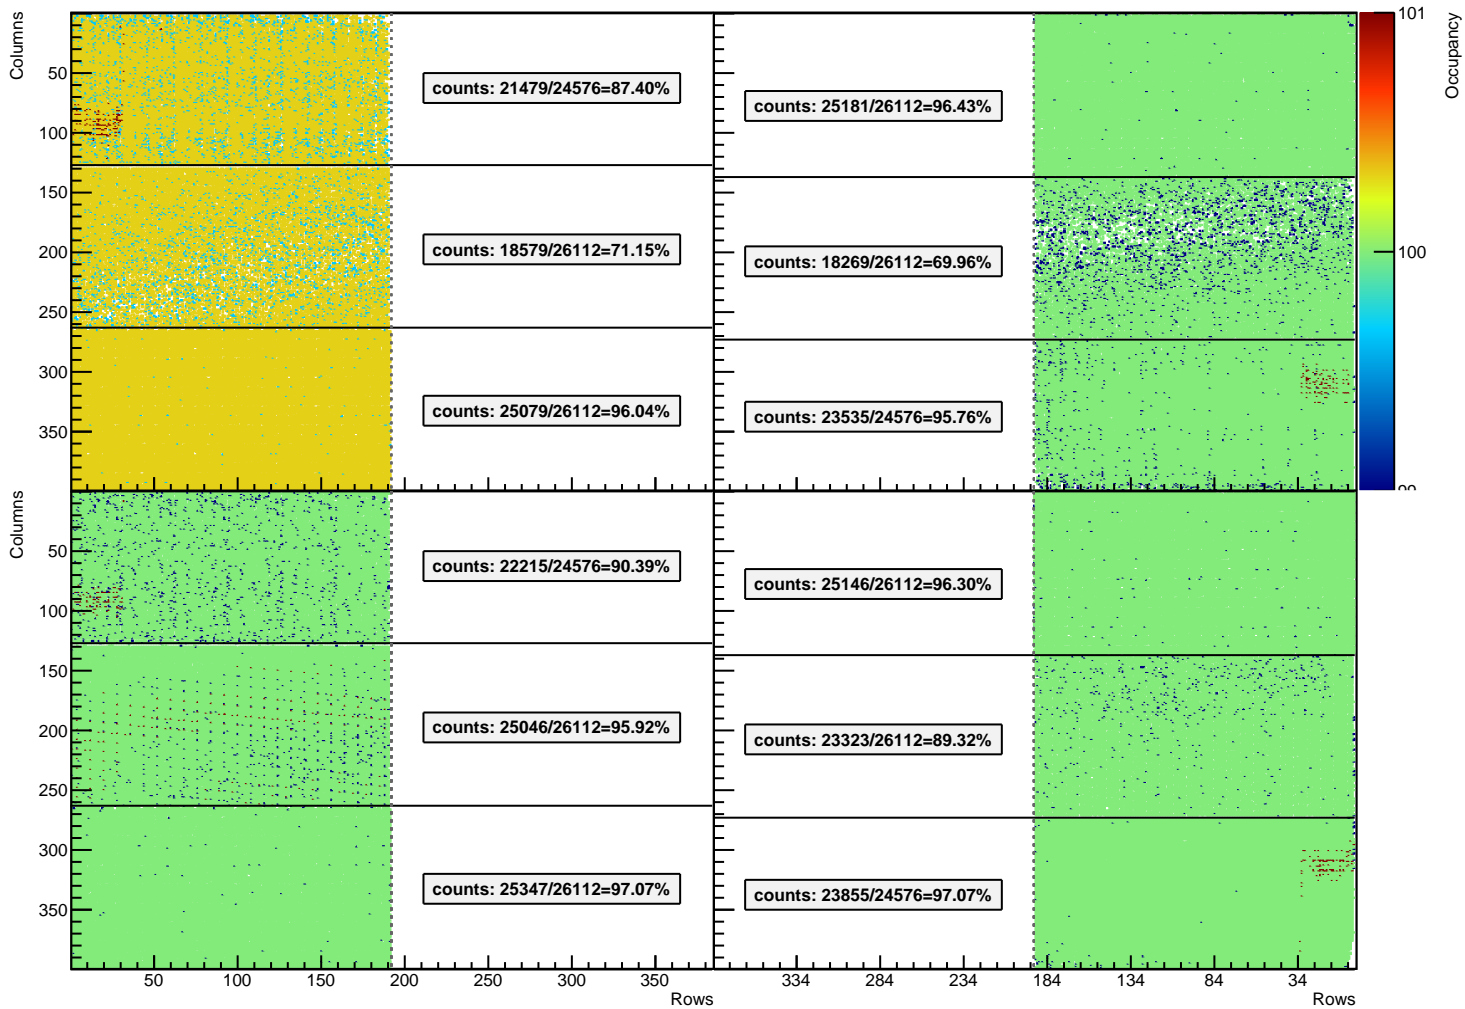 101
Columns
Occupancy
50
counts: 21479/24576=87.40%
counts: 25181/26112=96.43%
100
150
200
counts: 18579/26112=71.15%
counts: 18269/26112=69.96%
100
250
300
350
counts: 25079/26112=96.04%
counts: 23535/24576=95.76%
Columns
50
counts: 22215/24576=90.39%
counts: 25146/26112=96.30%
100
150
200
counts: 25046/26112=95.92%
counts: 23323/26112=89.32%
250
300
350
counts: 25347/26112=97.07%
counts: 23855/24576=97.07%
50 100 150 200 250 300 350 334 284 234 184 134 84 34
Rows Rows